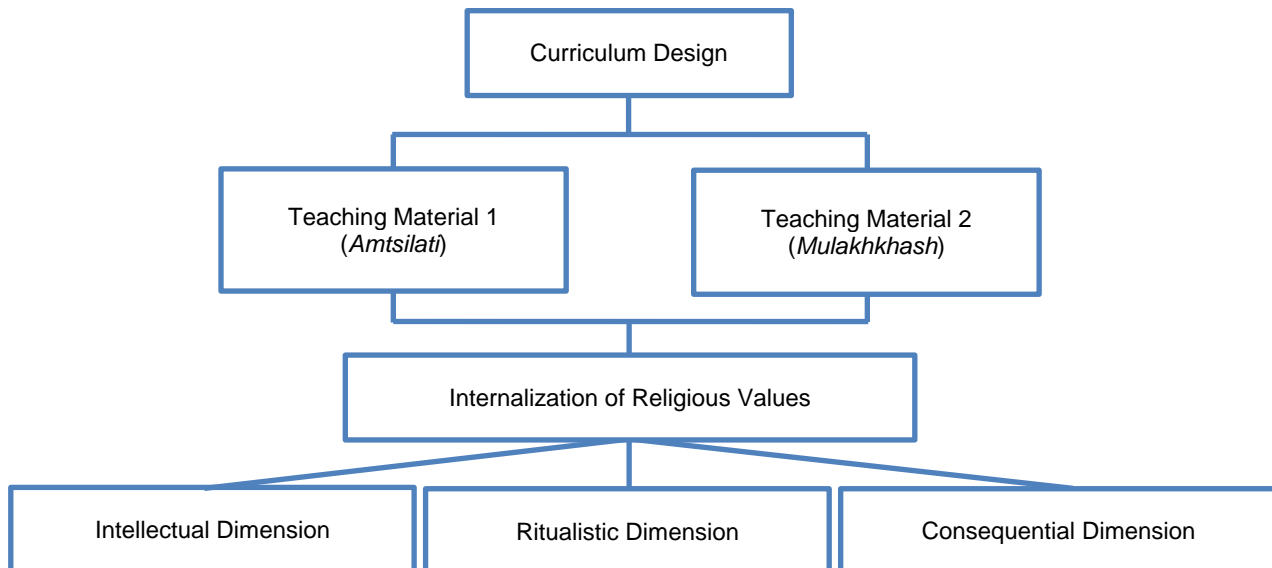 Curriculum Design
Teaching Material 1
(Amtsilati)
Teaching Material 2
(Mulakhkhash)
Internalization of Religious Values
Intellectual Dimension
Ritualistic Dimension
Consequential Dimension